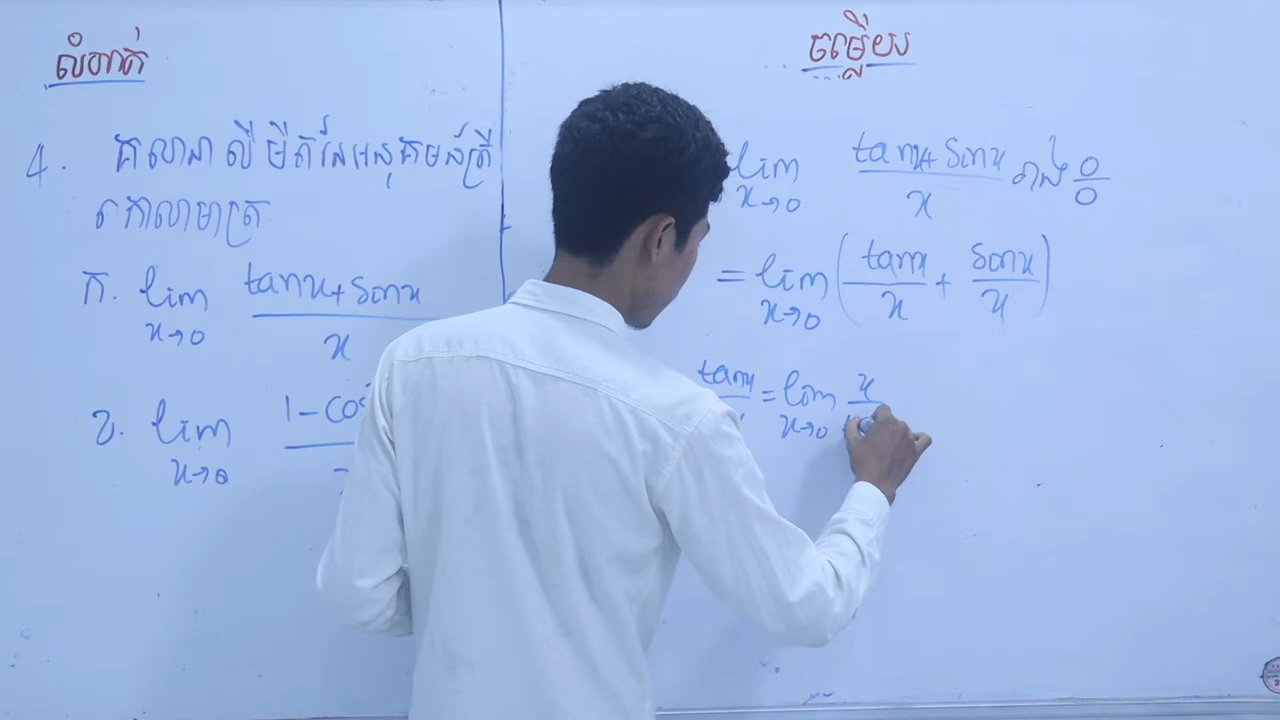 លំហាត់
4. គណនាលីមីតនៃអនុគមន៍ត្រី
កោណមាត្រ
ក. lim x→0 (tanx + sinx)/x
ខ. lim x→0 1-cos
ចម្លើយ
lim x→0 (tanx + sinx)/x រាង 0/0
= lim x→0 (tanx/x + sinx/x)
tanx = lim x→0 x